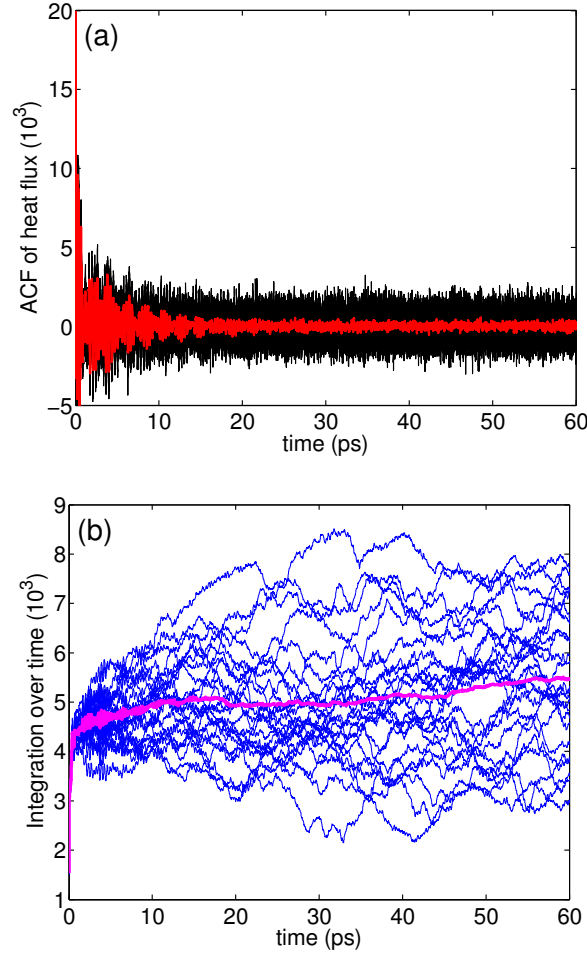 (a)
20
15
10
5
0
−5
ACF of heat flux (10³)
0 10 20 30 40 50 60
time (ps)
(b)
9
8
7
6
5
4
3
2
1
Integration over time (10³)
0 10 20 30 40 50 60
time (ps)